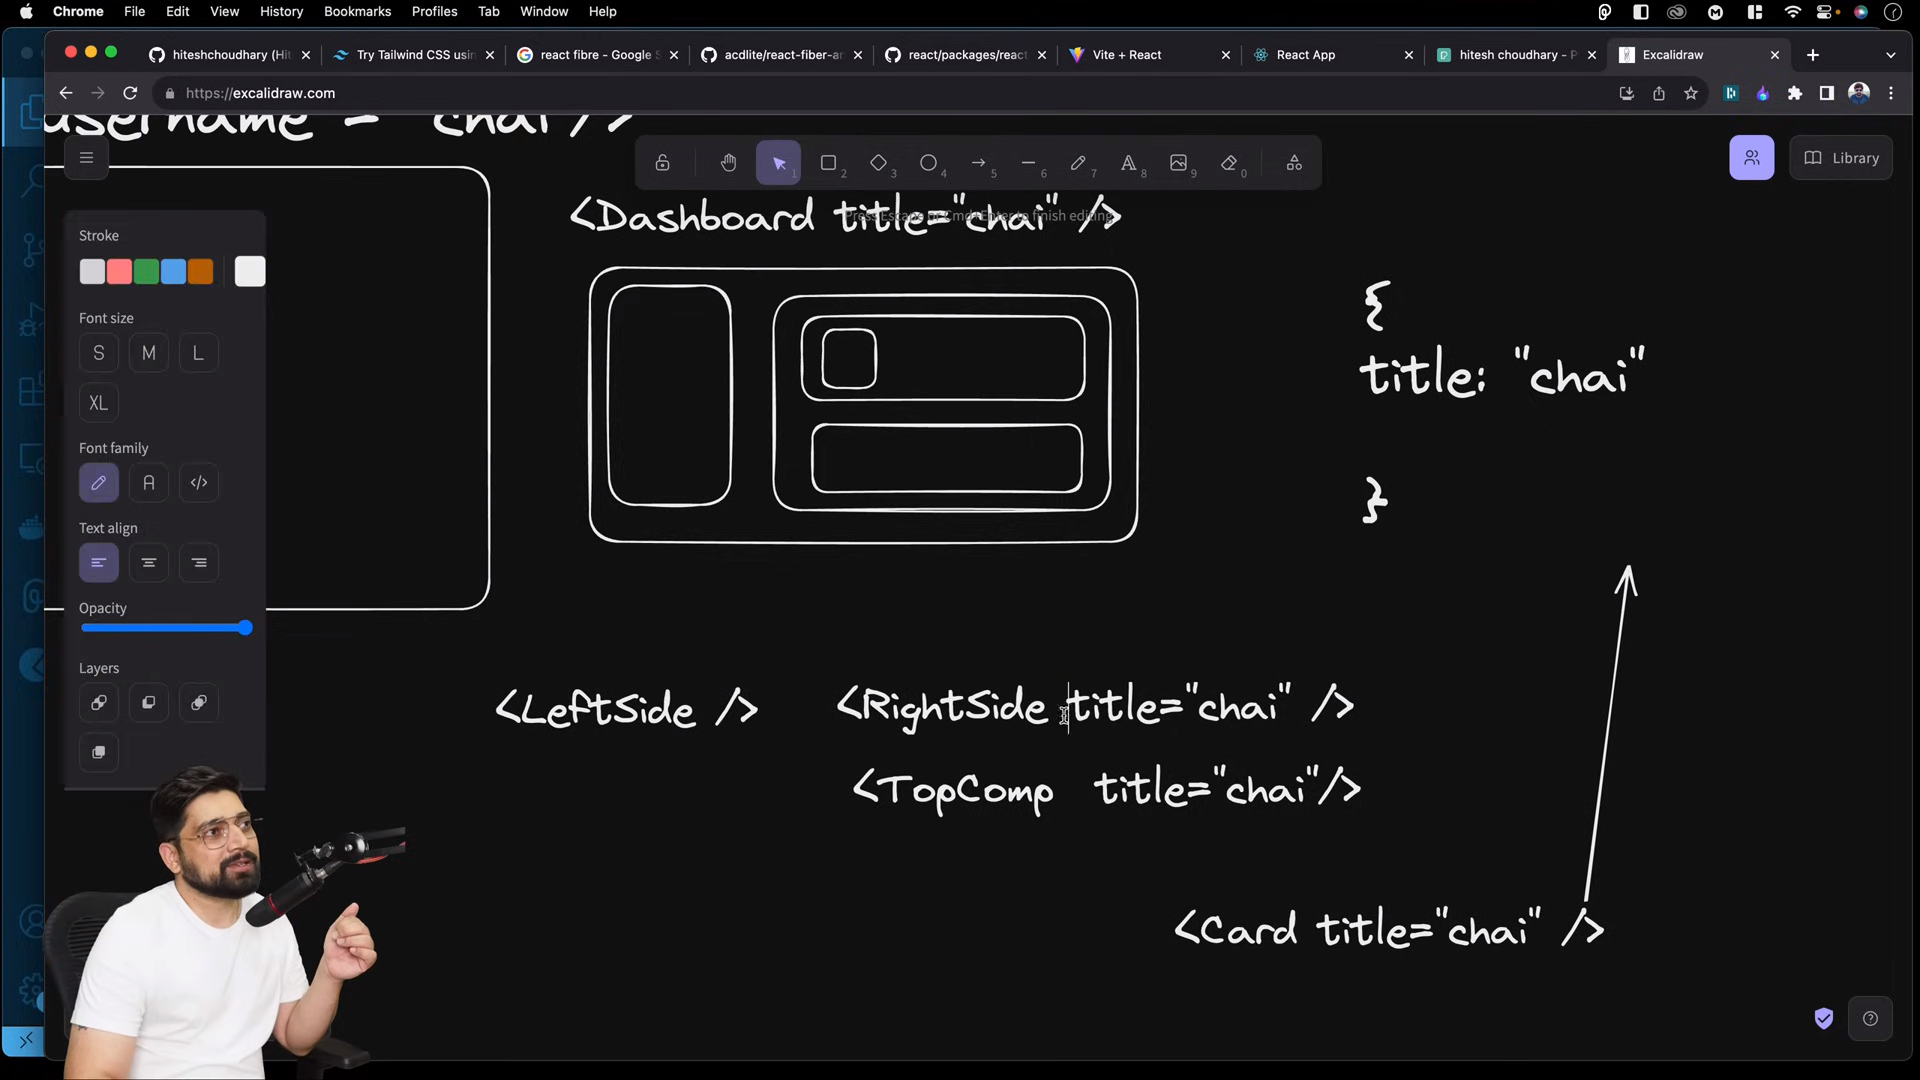 Chrome File Edit View History Bookmarks Profiles Tab Window Help
hiteshchoudhary (Hit
Try Tailwind CSS usin
react fibre - Google S
acdlite/react-fiber-ar
react/packages/react
Vite + React
React App
hitesh choudhary - P
Excalidraw
https://excalidraw.com
username = "chai" />
1 2 3 4 5 6 7 8 9 0
Library
Press Escape or Cmd+Enter to finish editing
<Dashboard title="chai" />
Stroke
Font size
S M L
XL
Font family
A </>
Text align
Opacity
Layers
{
title: "chai"
}
<LeftSide />
<RightSide title="chai" />
<TopComp title="chai"/>
<Card title="chai" />